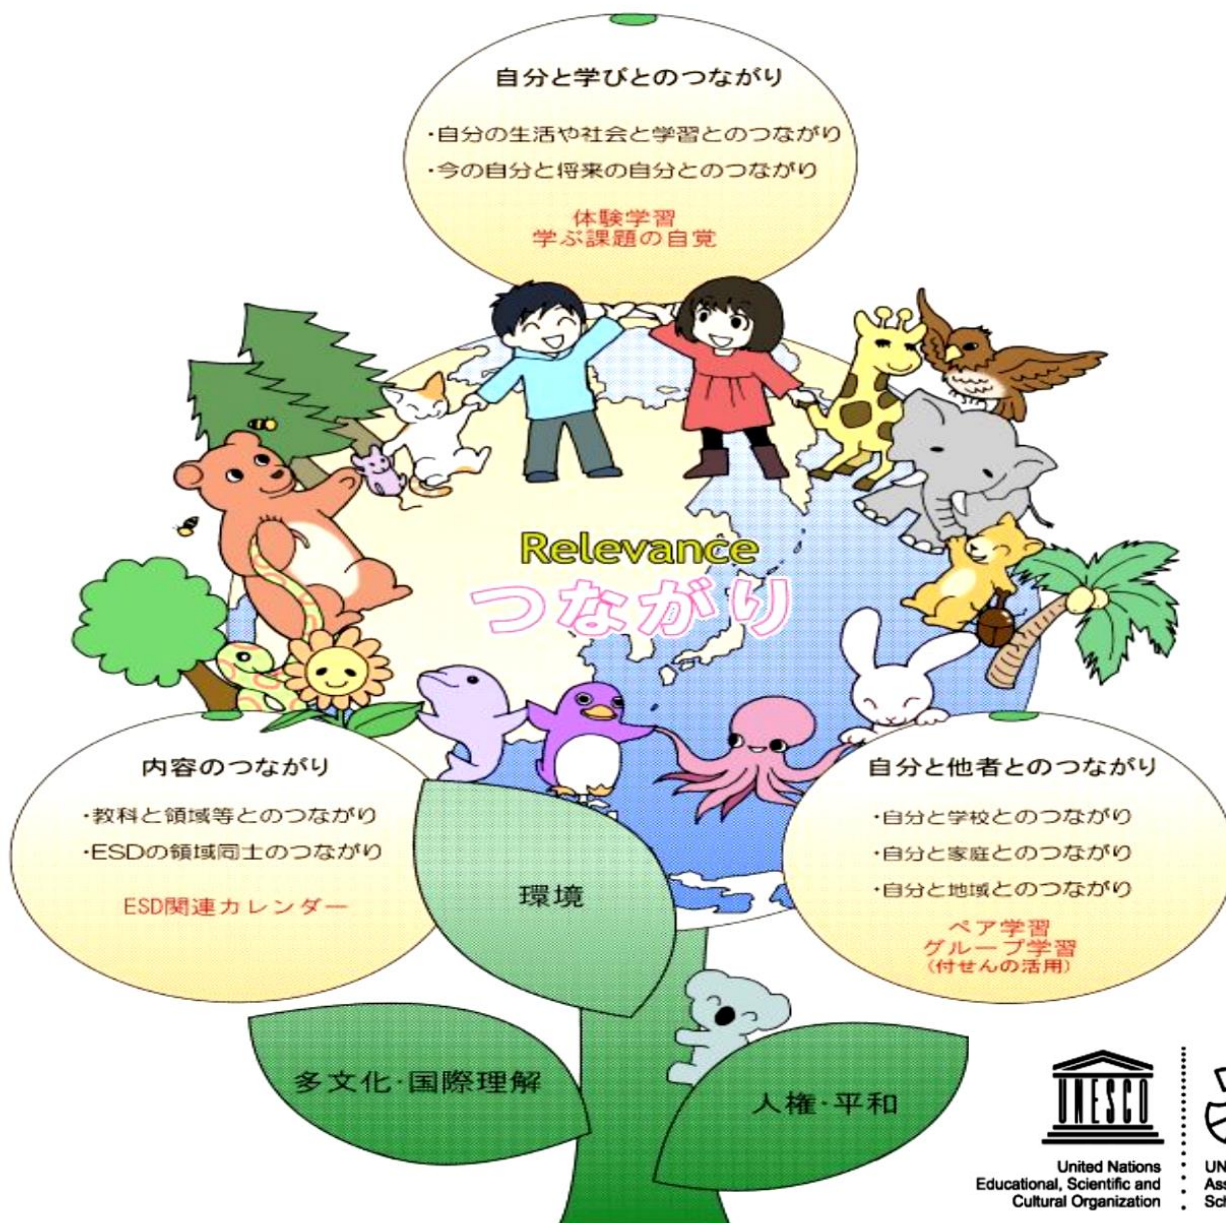 自分と学びとのつながり
・自分の生活や社会と学習とのつながり
・今の自分と将来の自分とのつながり
体験学習
学ぶ課題の自覚
Relevance
つながり
内容のつながり
・教科と領域等とのつながり
・ESDの領域同士のつながり
ESD関連カレンダー
自分と他者とのつながり
・自分と学校とのつながり
・自分と家庭とのつながり
・自分と地域とのつながり
ペア学習
グループ学習
(付せんの活用)
環境
多文化・国際理解
人権・平和
UNESCO
United Nations
Educational, Scientific and
Cultural Organization
UN
Ass
Sch